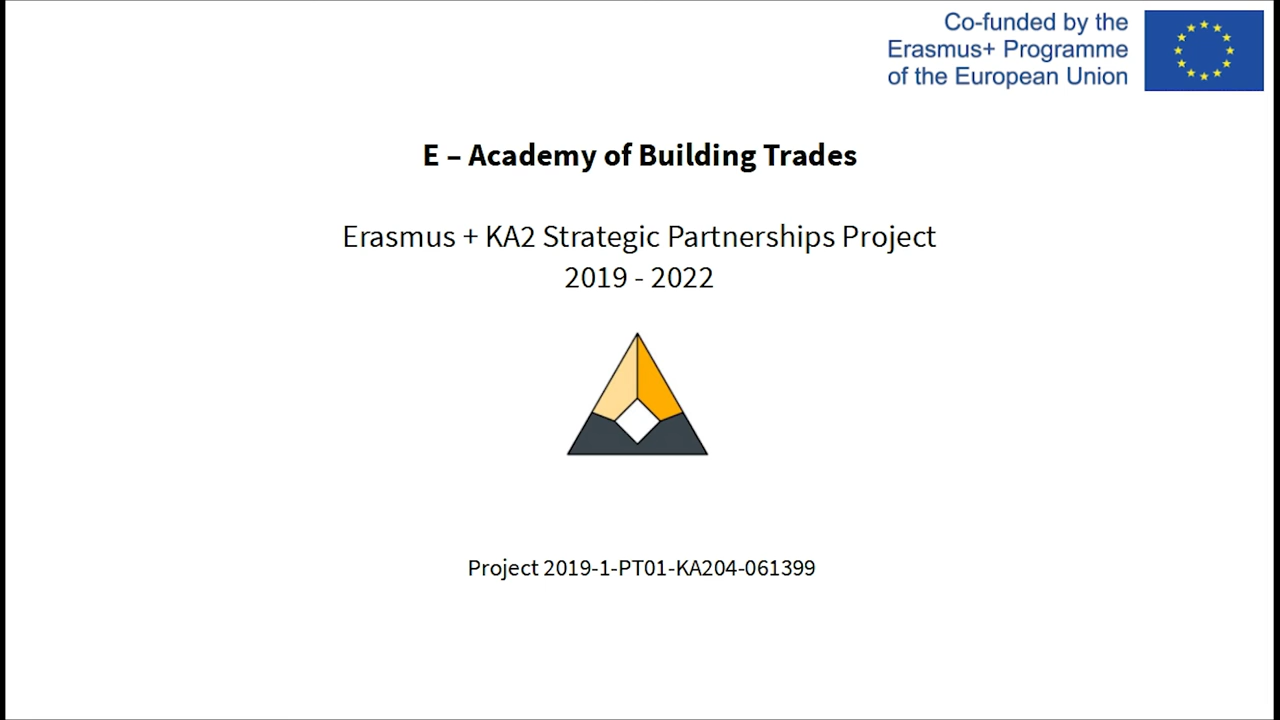 Co-funded by the
Erasmus+ Programme
of the European Union
E – Academy of Building Trades
Erasmus + KA2 Strategic Partnerships Project
2019 - 2022
Project 2019-1-PT01-KA204-061399